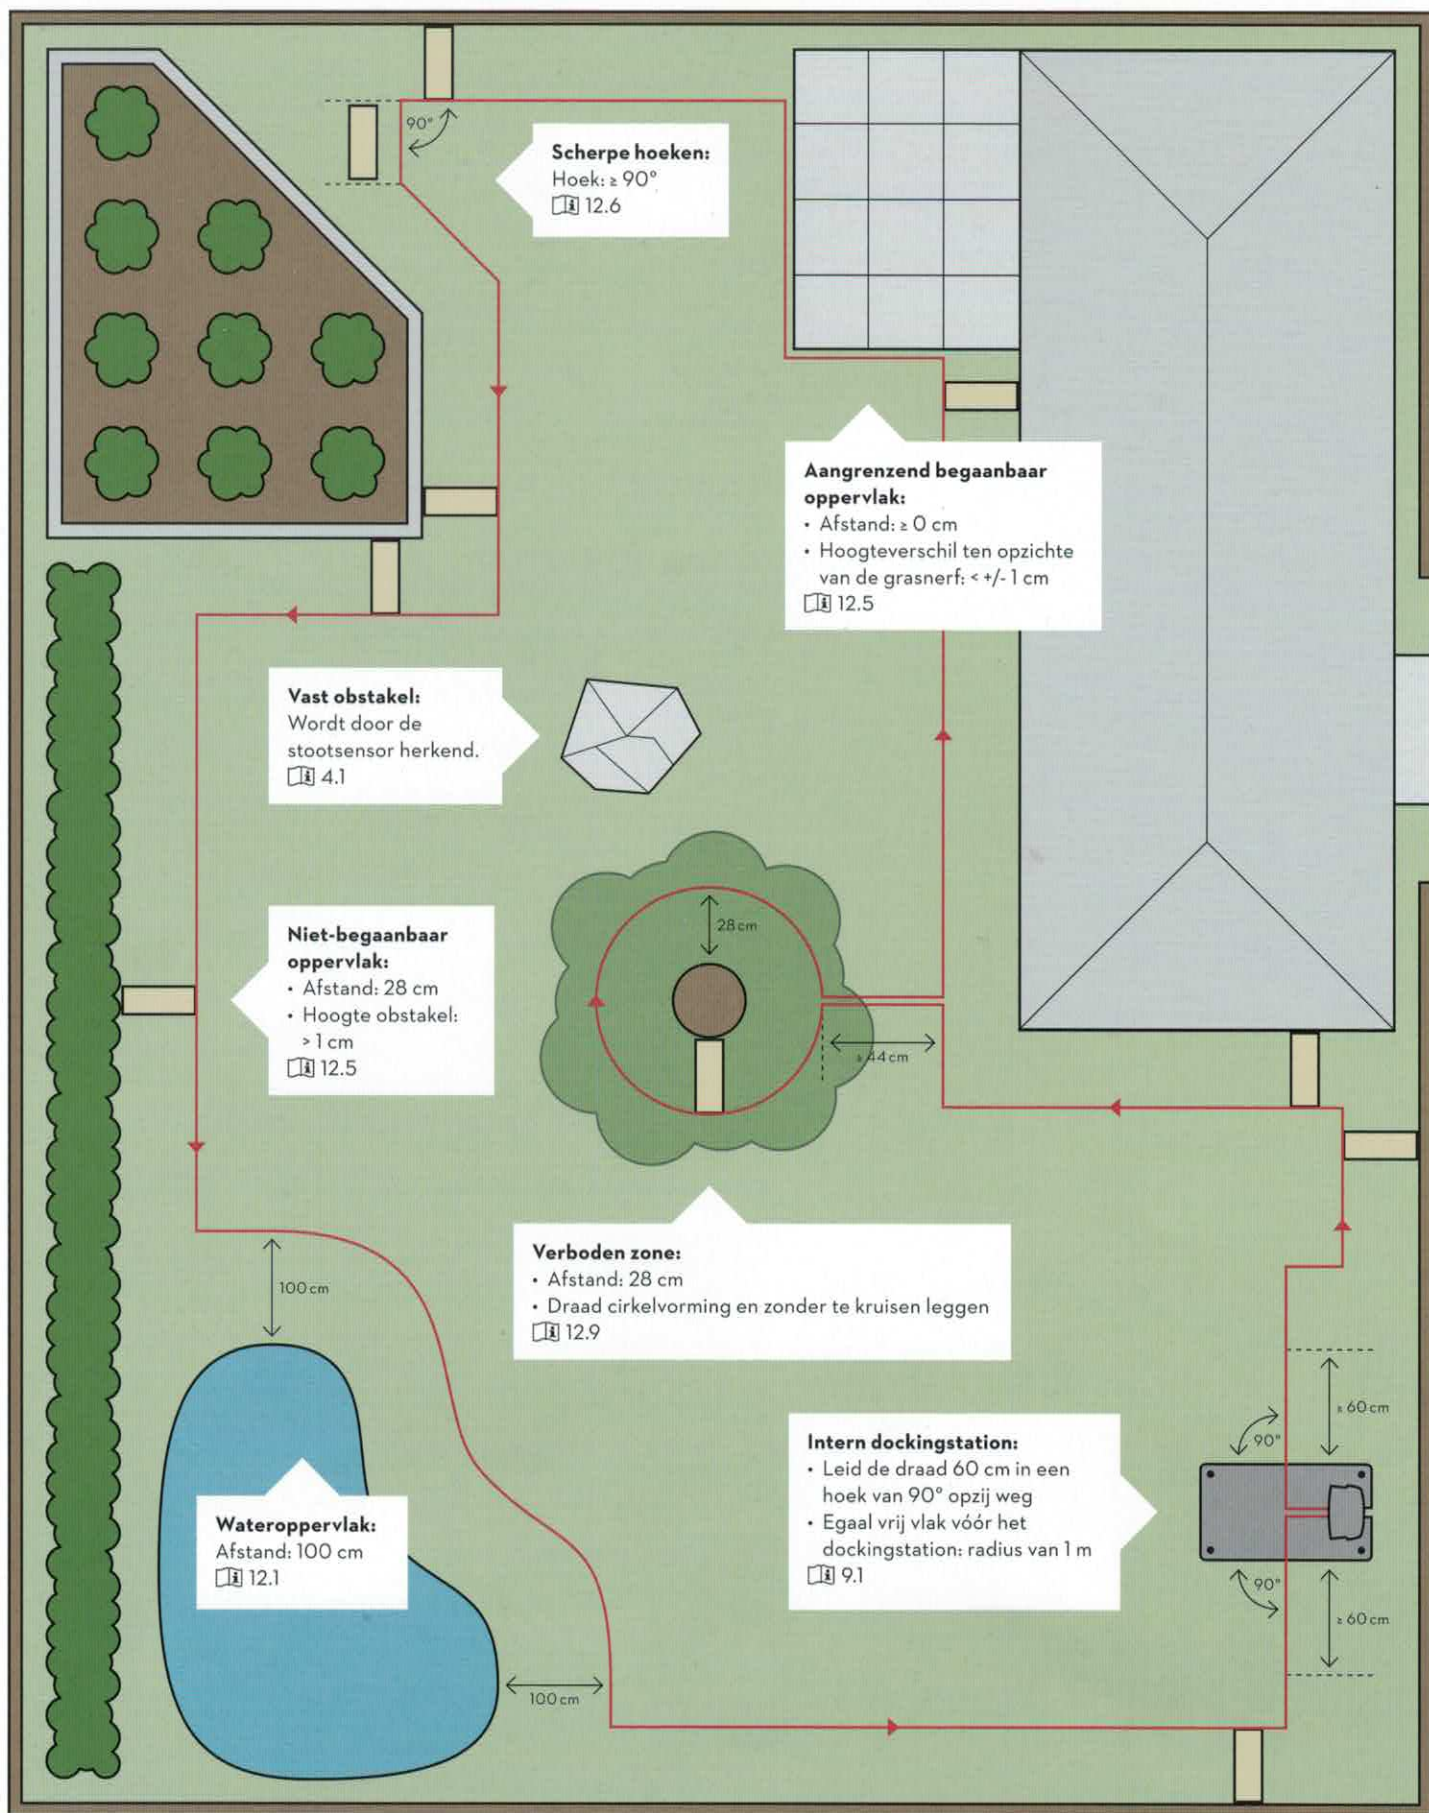 90°
Scherpe hoeken:
Hoek: ≥ 90°
12.6
Aangrenzend begaanbaar
oppervlak:
• Afstand: ≥ 0 cm
• Hoogteverschil ten opzichte
van de grasnerf: < +/- 1 cm
12.5
Vast obstakel:
Wordt door de
stootsensor herkend.
4.1
28 cm
Niet-begaanbaar
oppervlak:
• Afstand: 28 cm
• Hoogte obstakel:
> 1 cm
12.5
≥ 44 cm
Verboden zone:
• Afstand: 28 cm
• Draad cirkelvorming en zonder te kruisen leggen
12.9
100 cm
≥ 60 cm
90°
Intern dockingstation:
• Leid de draad 60 cm in een
hoek van 90° opzij weg
• Egaal vrij vlak vóór het
dockingstation: radius van 1 m
9.1
Wateroppervlak:
Afstand: 100 cm
12.1
90°
≥ 60 cm
100 cm